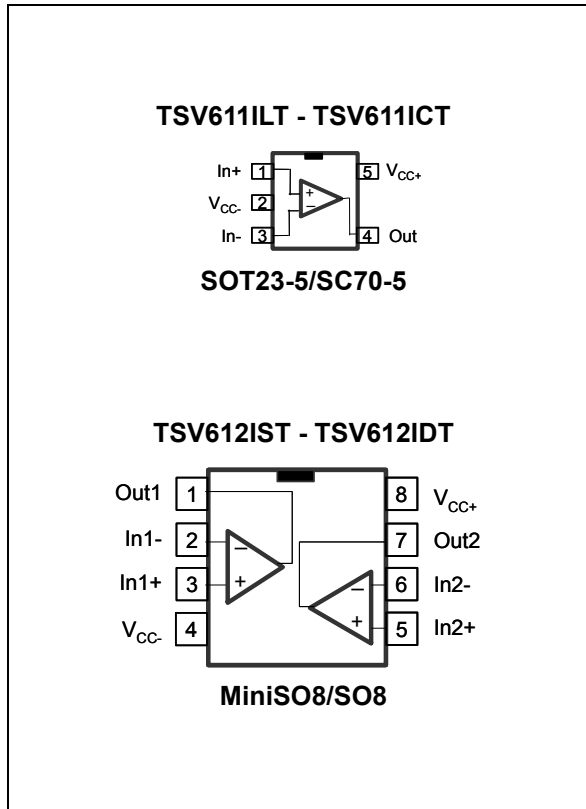 TSV611ILT - TSV611ICT
In+ 1 5 VCC+
+
VCC- 2
−
In- 3 4 Out
SOT23-5/SC70-5
TSV612IST - TSV612IDT
Out1 1 8 VCC+
In1- 2 − 7 Out2
In1+ 3 + − 6 In2-
VCC- 4 + 5 In2+
MiniSO8/SO8